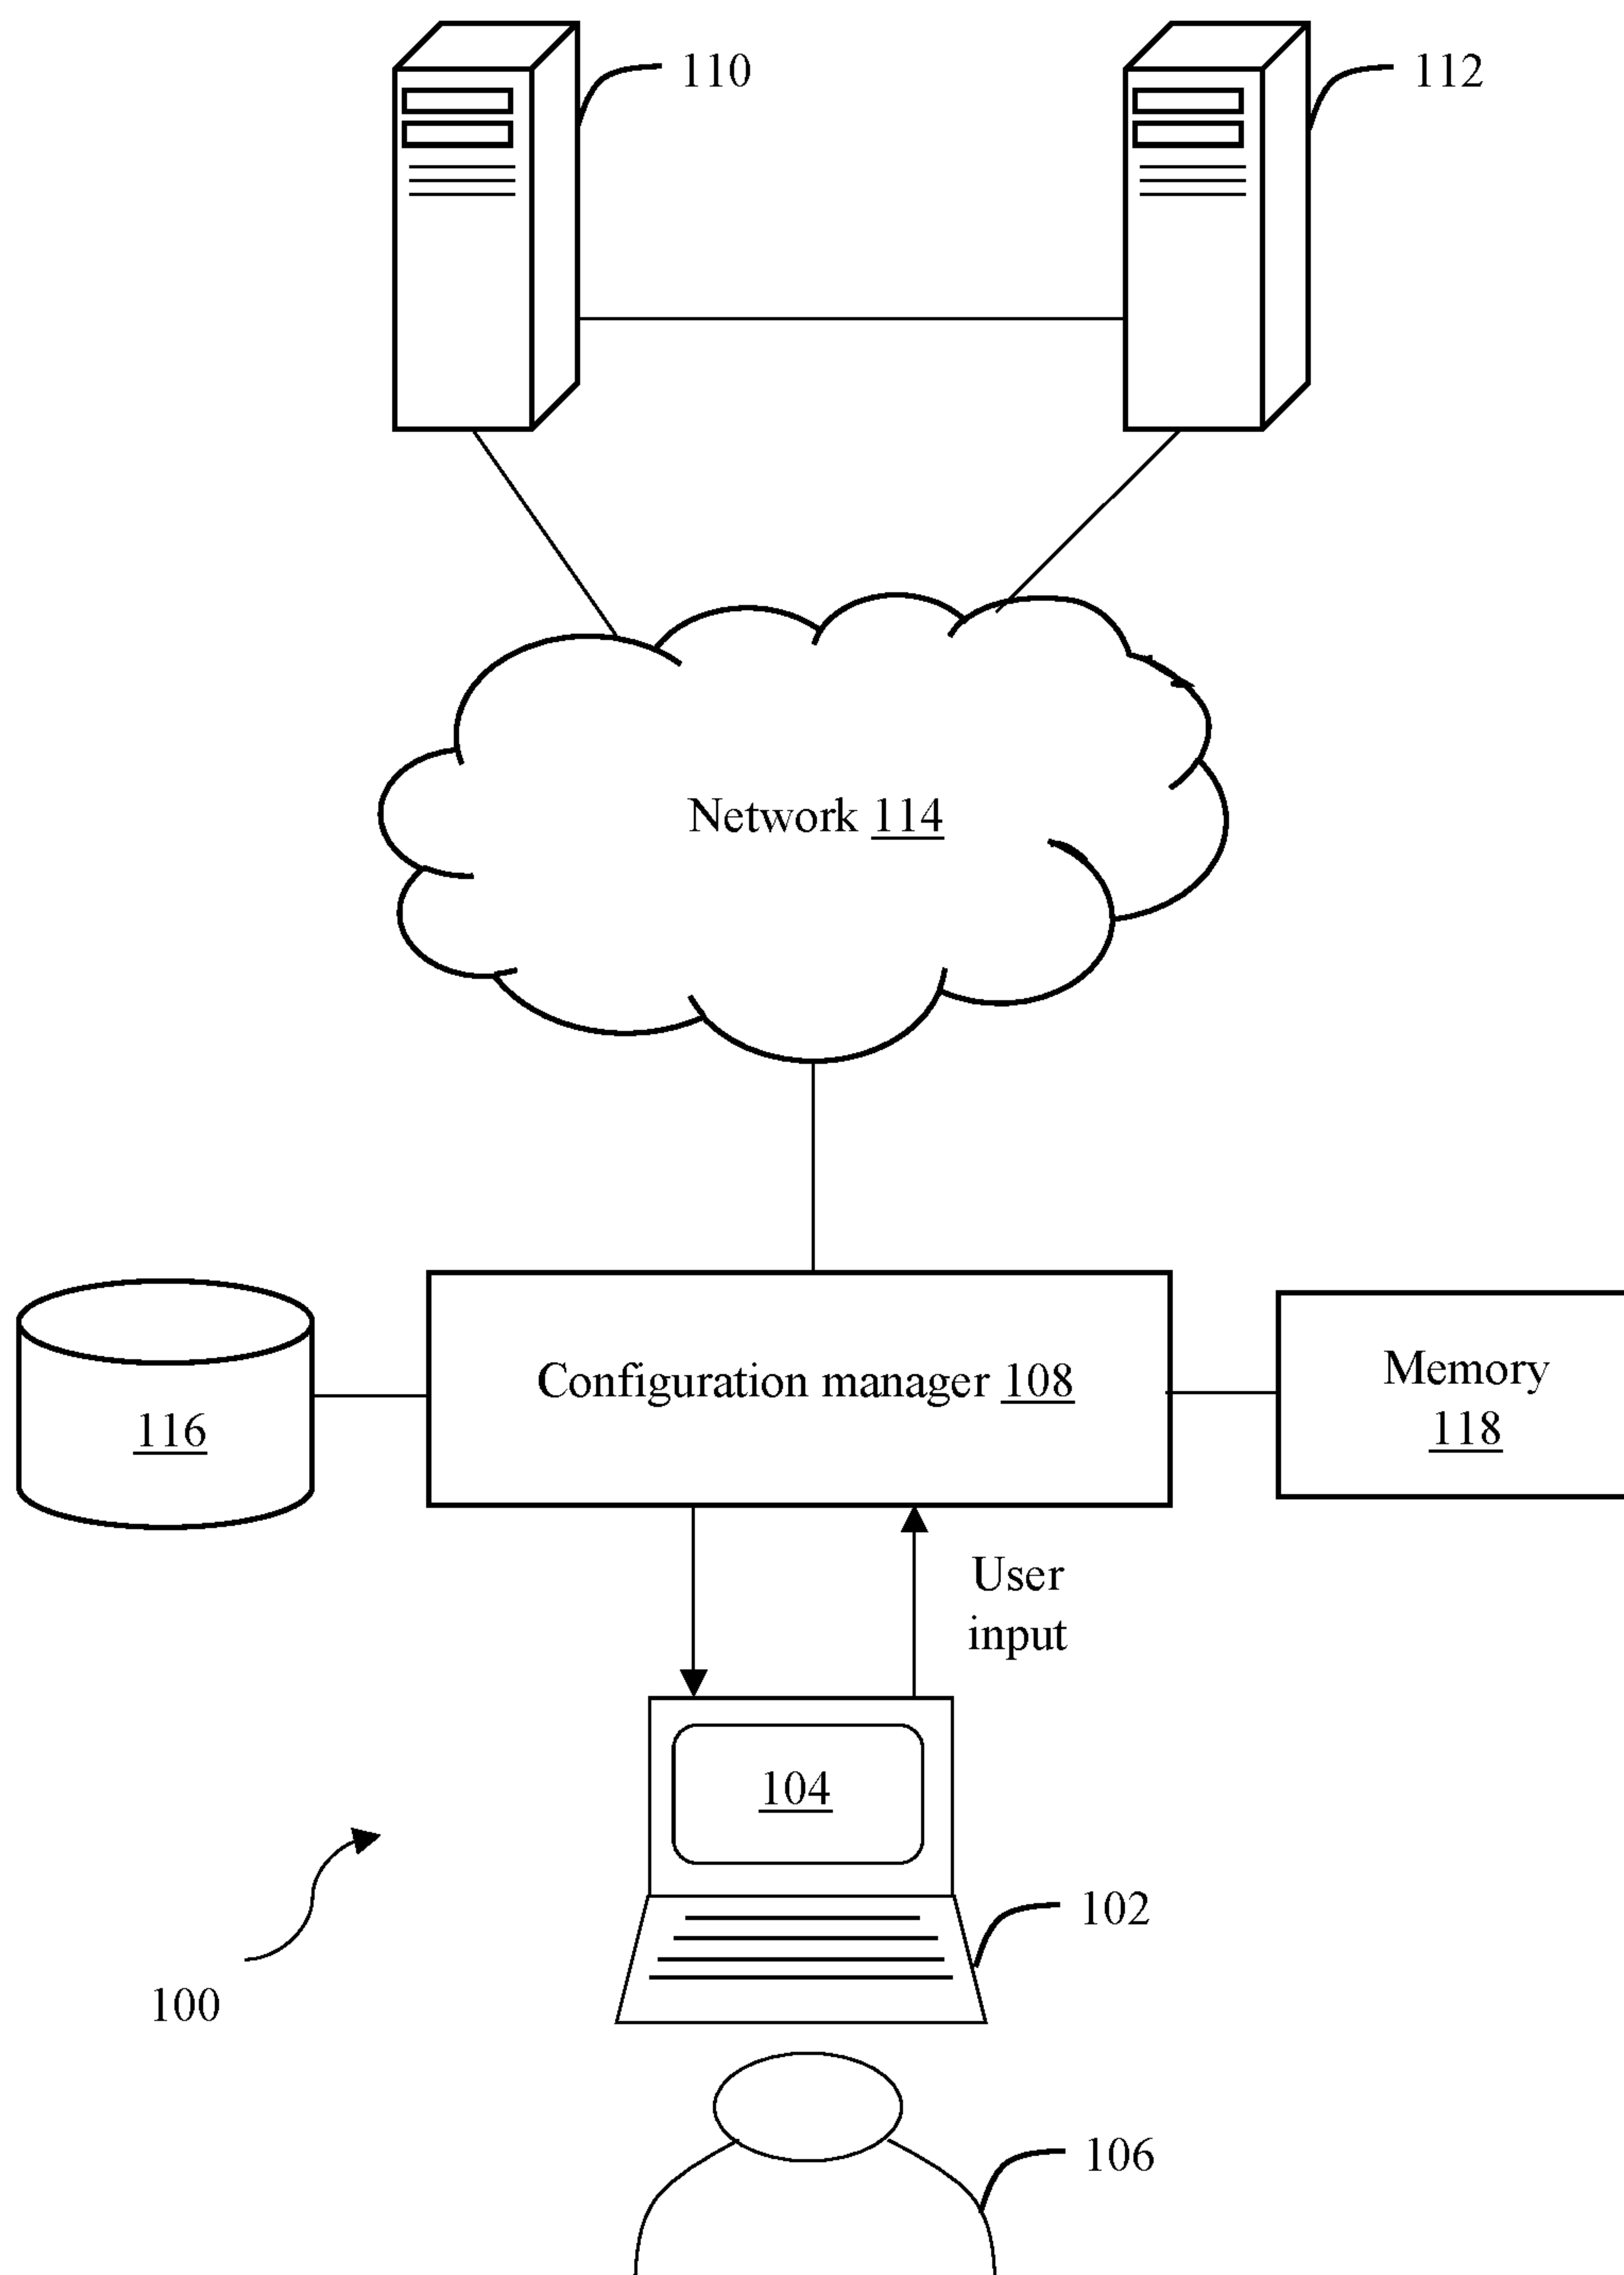 110
112
Network 114
Configuration manager 108
Memory
118
116
User
input
104
102
100
106